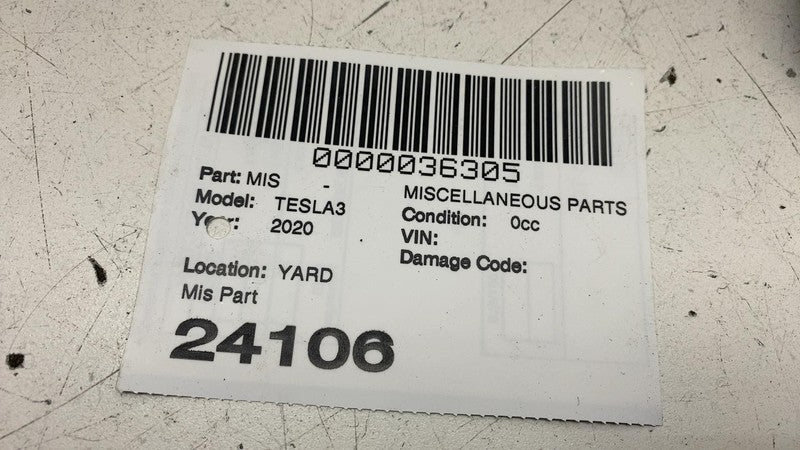 0000036305
Part: MIS - MISCELLANEOUS PARTS
Model: TESLA3 Condition: 0cc
Year: 2020 VIN:
Damage Code:
Location: YARD
Mis Part
24106